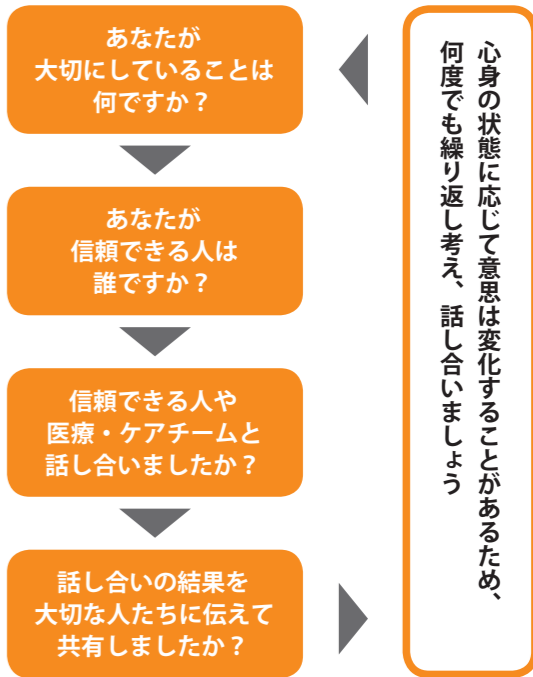 あなたが
大切にしていることは
何ですか？
あなたが
信頼できる人は
誰ですか？
信頼できる人や
医療・ケアチームと
話し合いましたか？
話し合いの結果を
大切な人たちに伝えて
共有しましたか？
心身の状態に応じて意思は変化することがあるため、
何度でも繰り返し考え、話し合いましょう